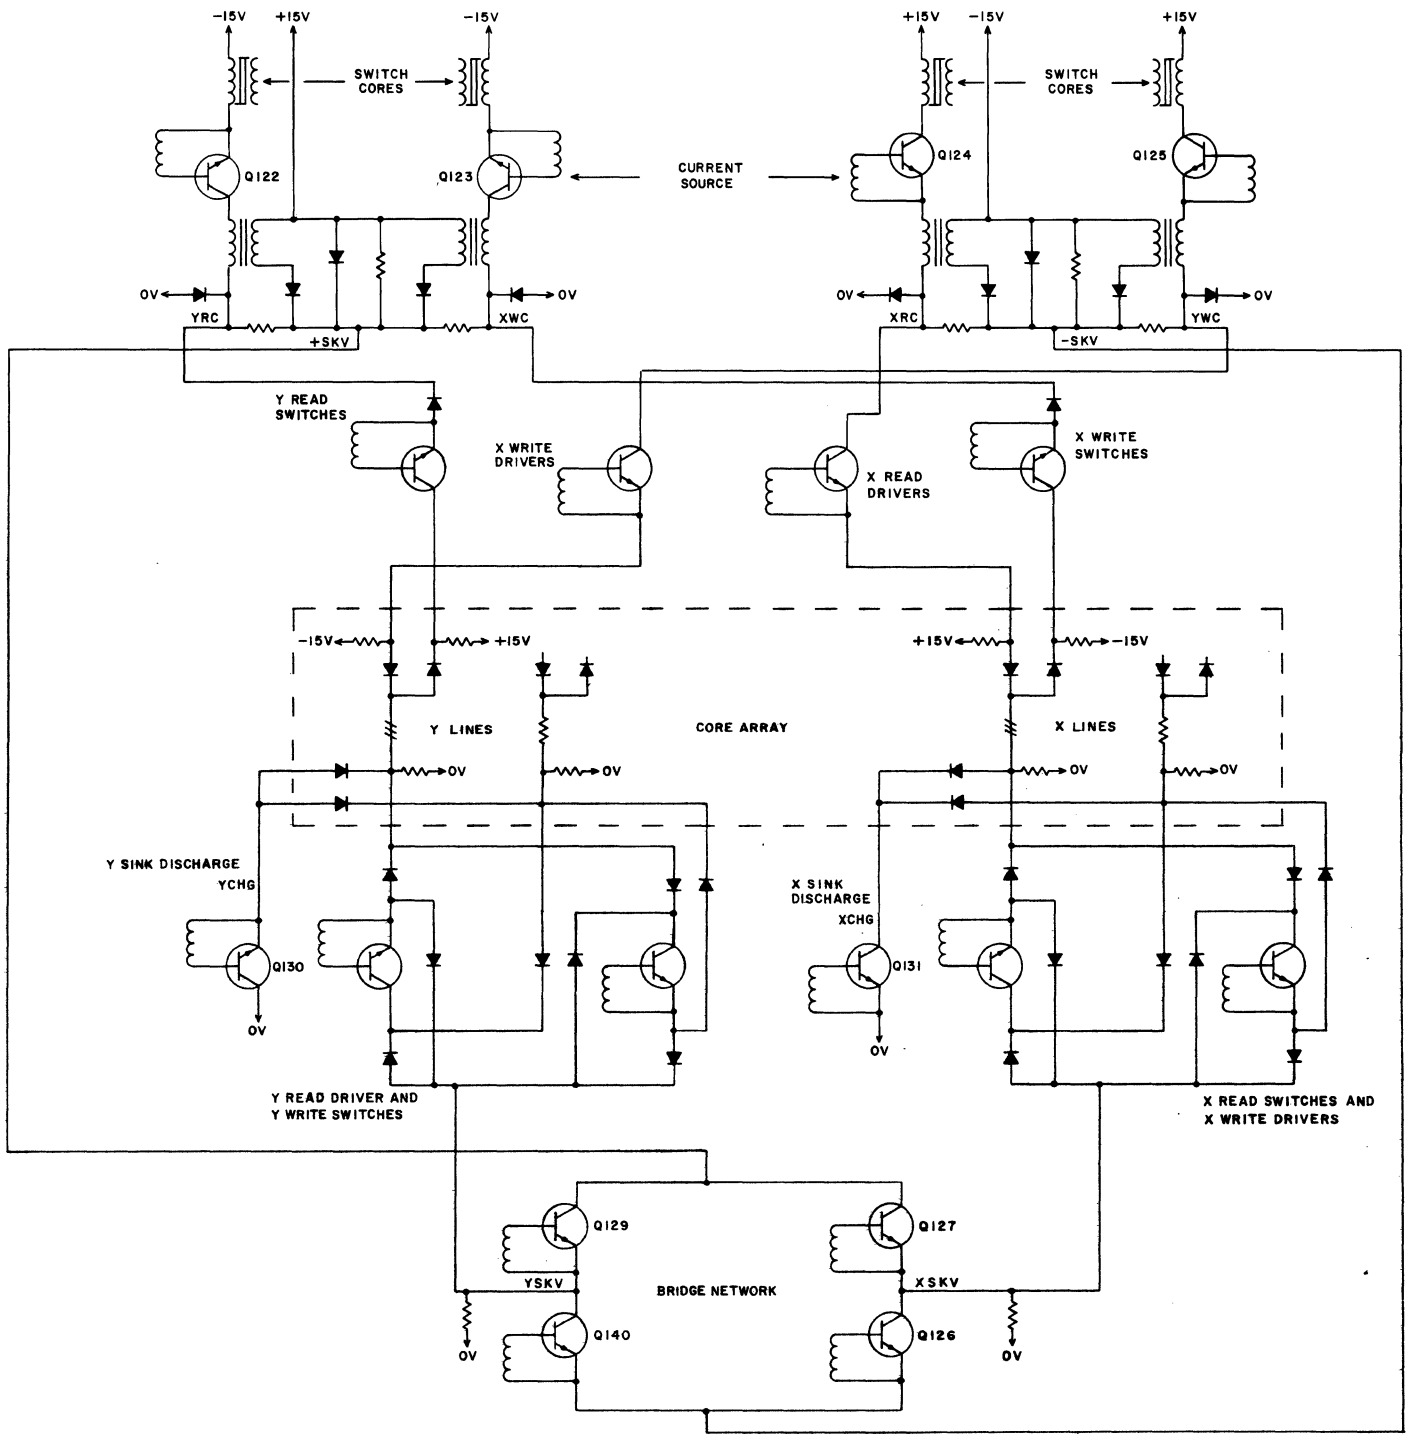 -15V +15V -15V
+15V -15V +15V
SWITCH
CORES
SWITCH
CORES
Q122
Q123
CURRENT
SOURCE
Q124
Q125
0V
0V
0V
0V
YRC
XWC
+SKV
XRC
YWC
-SKV
Y READ
SWITCHES
X WRITE
DRIVERS
X READ
DRIVERS
X WRITE
SWITCHES
-15V
+15V
+15V
-15V
Y LINES
CORE ARRAY
X LINES
0V
0V
0V
0V
Y SINK DISCHARGE
YCHG
X SINK
DISCHARGE
XCHG
Q130
Q131
0V
0V
Y READ DRIVER AND
Y WRITE SWITCHES
X READ SWITCHES AND
X WRITE DRIVERS
Q129
Q127
YSKV
BRIDGE NETWORK
XSKV
Q140
Q126
0V
0V